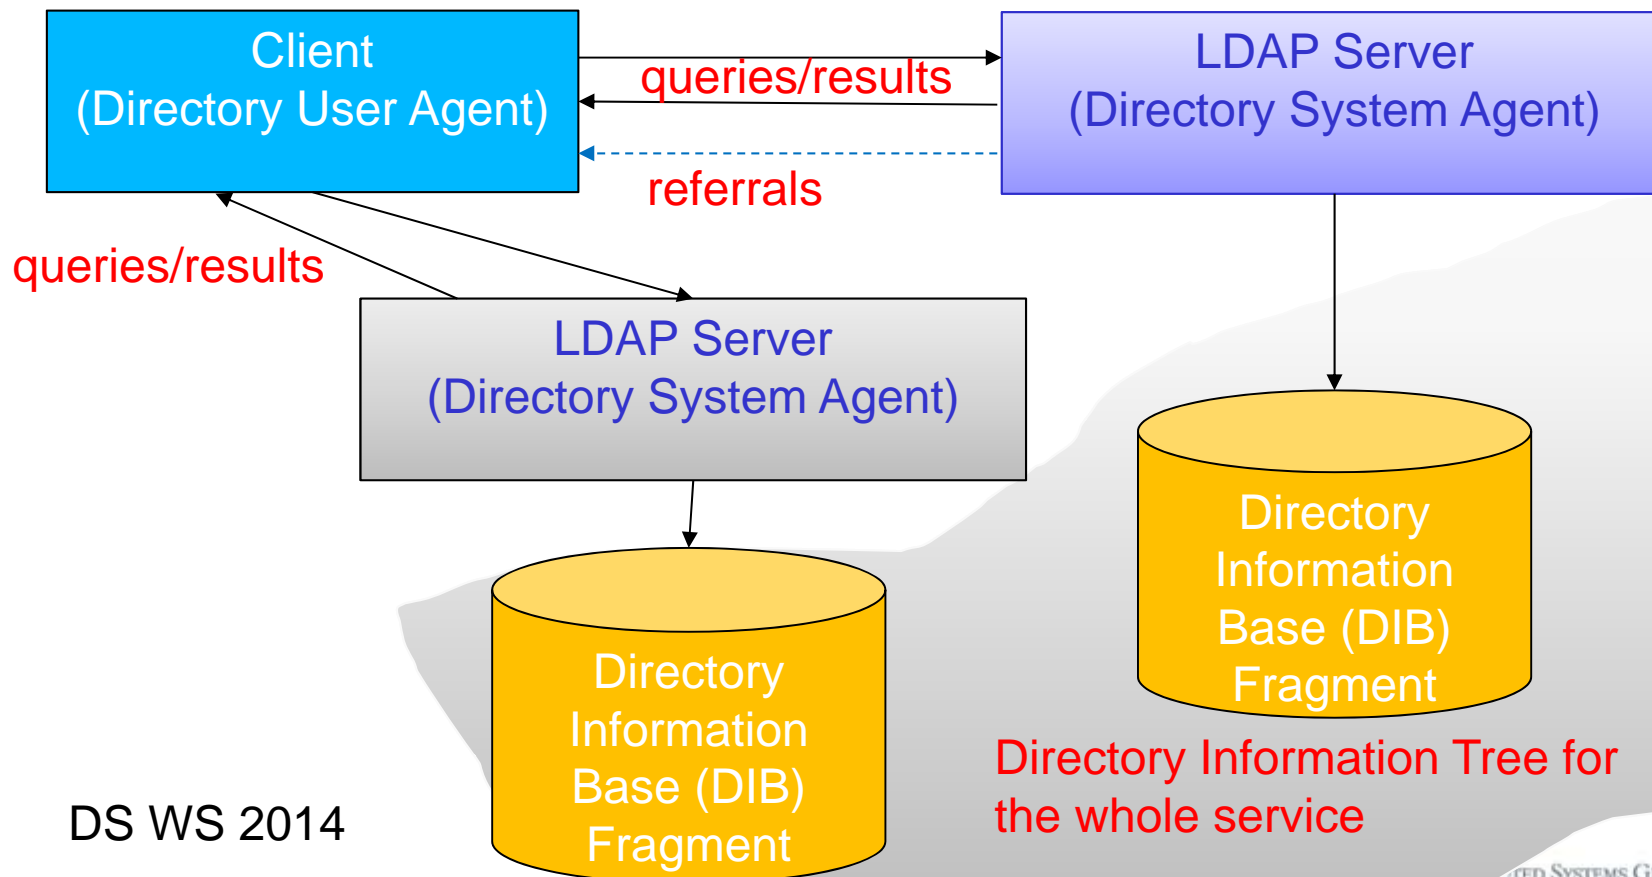 Client
(Directory User Agent)
queries/results
LDAP Server
(Directory System Agent)
referrals
queries/results
LDAP Server
(Directory System Agent)
Directory
Information
Base (DIB)
Fragment
Directory
Information
Base (DIB)
Fragment
Directory Information Tree for
the whole service
DS WS 2014
SYSTEMS